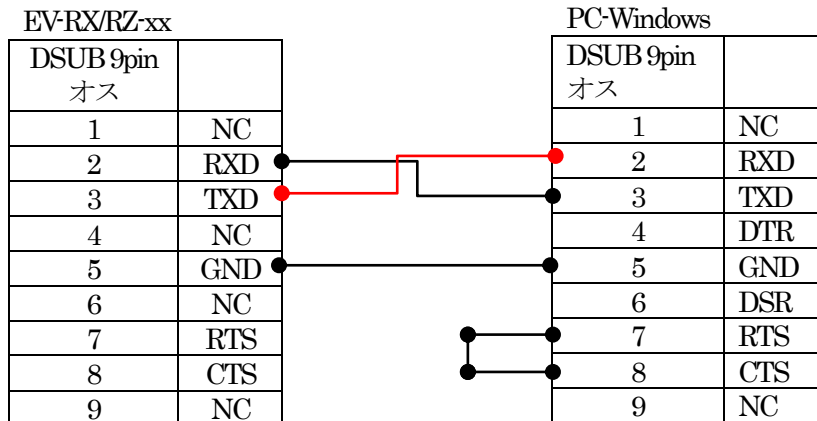 EV-RX/RZ-xx
DSUB 9pin
オス
1 NC
2 RXD
3 TXD
4 NC
5 GND
6 NC
7 RTS
8 CTS
9 NC
PC-Windows
DSUB 9pin
オス
1 NC
2 RXD
3 TXD
4 DTR
5 GND
6 DSR
7 RTS
8 CTS
9 NC